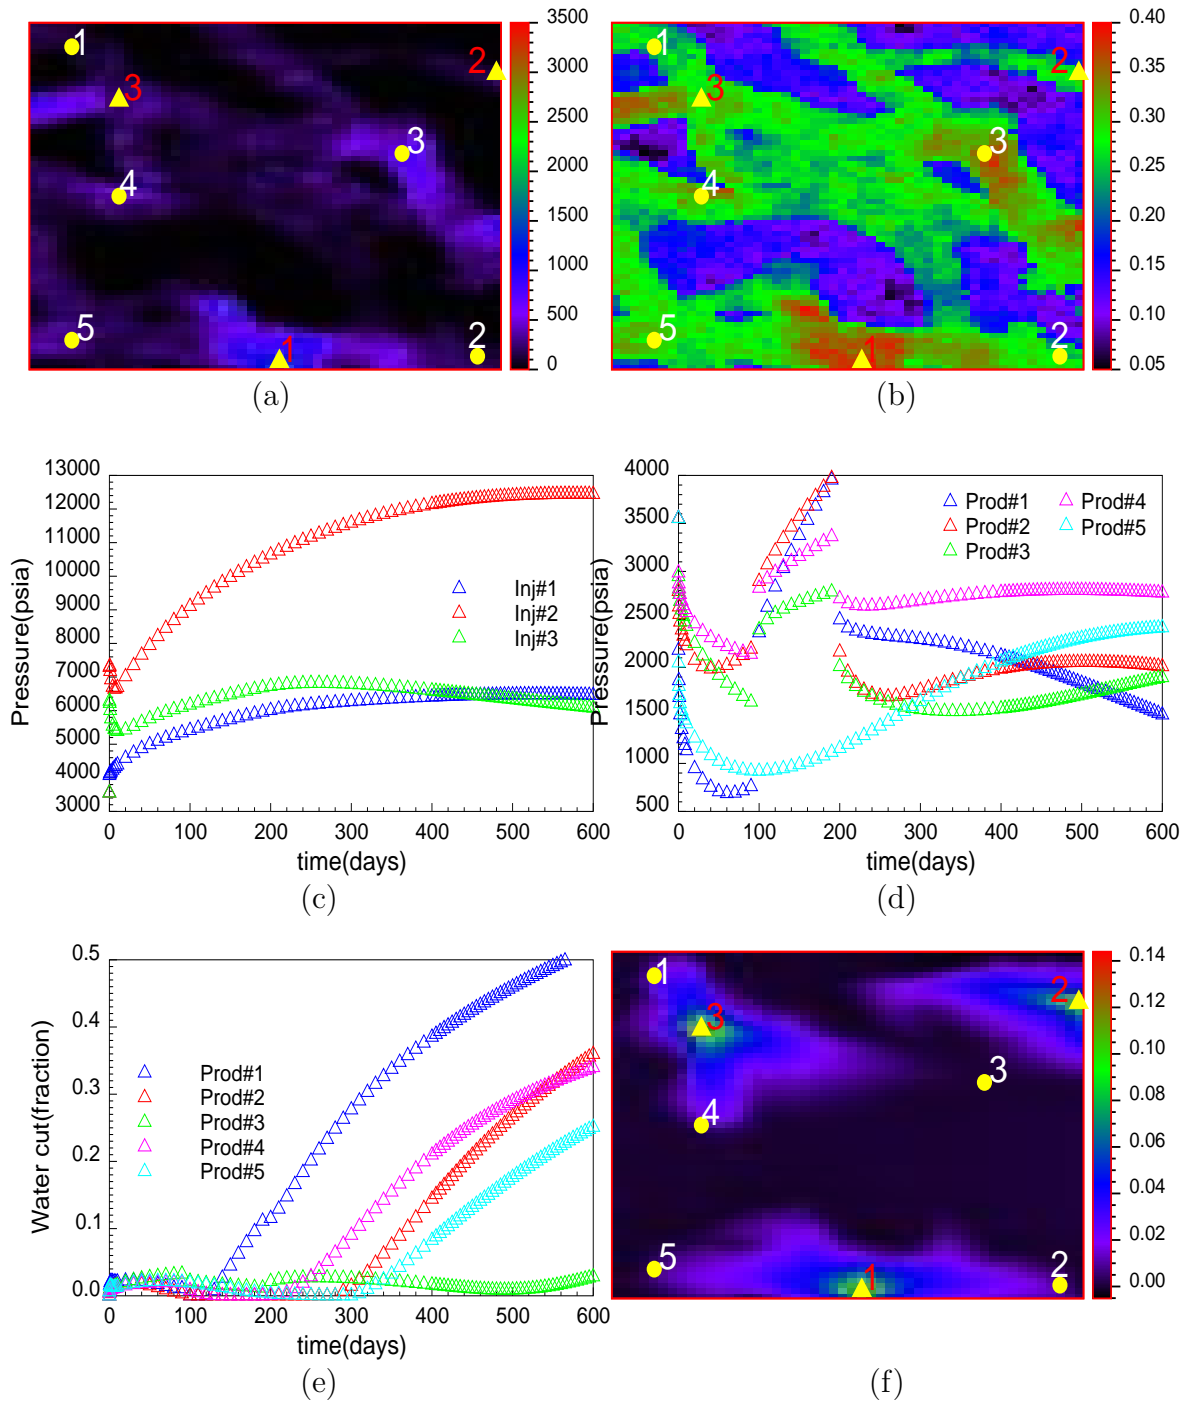 1 2 3 3 4 5 2 1
3500
3000
2500
2000
1500
1000
500
0
(a)
1 2 3 3 4 5 2 1
0.40
0.35
0.30
0.25
0.20
0.15
0.10
0.05
(b)
13000
12000
11000
10000
9000
8000
7000
6000
5000
4000
3000
Pressure(psia)
Inj#1
Inj#2
Inj#3
0 100 200 300 400 500 600
time(days)
(c)
4000
3500
3000
2500
2000
1500
1000
500
Pressure(psia)
Prod#1 Prod#4
Prod#2 Prod#5
Prod#3
0 100 200 300 400 500 600
time(days)
(d)
0.5
0.4
0.3
0.2
0.1
0.0
Water cut(fraction)
Prod#1
Prod#2
Prod#3
Prod#4
Prod#5
0 100 200 300 400 500 600
time(days)
(e)
1 2 3 3 4 5 2 1
0.14
0.12
0.10
0.08
0.06
0.04
0.02
0.00
(f)